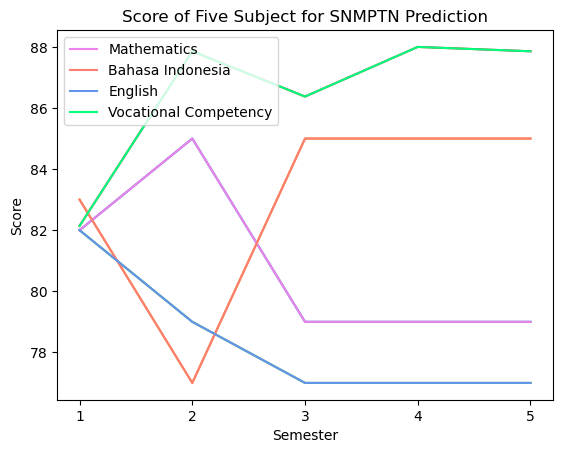 Score of Five Subject for SNMPTN Prediction
Mathematics
Bahasa Indonesia
English
Vocational Competency
88
86
84
82
80
78
Score
1 2 3 4 5
Semester